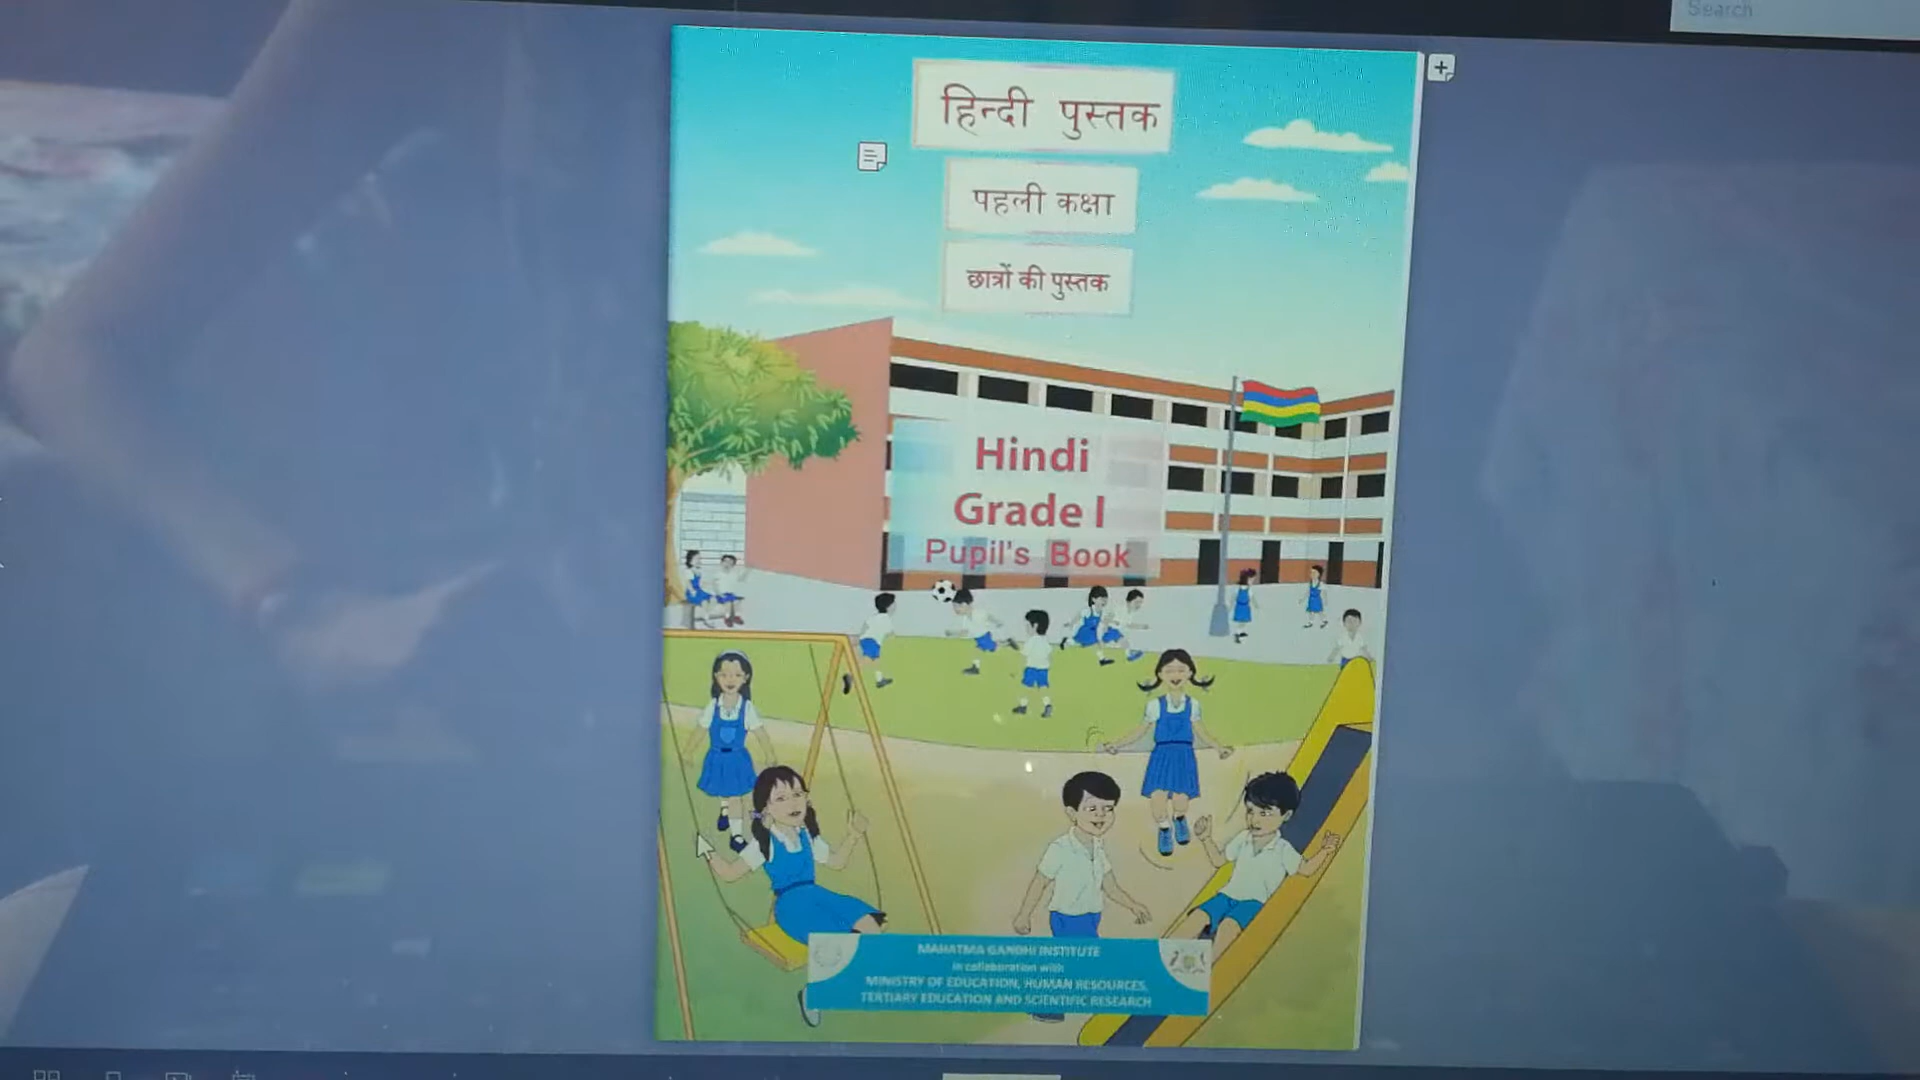 Search
हिन्दी पुस्तक
पहली कक्षा
छात्रों की पुस्तक
Hindi
Grade I
Pupil's Book
MAHATMA GANDHI INSTITUTE
in collaboration with
MINISTRY OF EDUCATION, HUMAN RESOURCES,
TERTIARY EDUCATION AND SCIENTIFIC RESEARCH